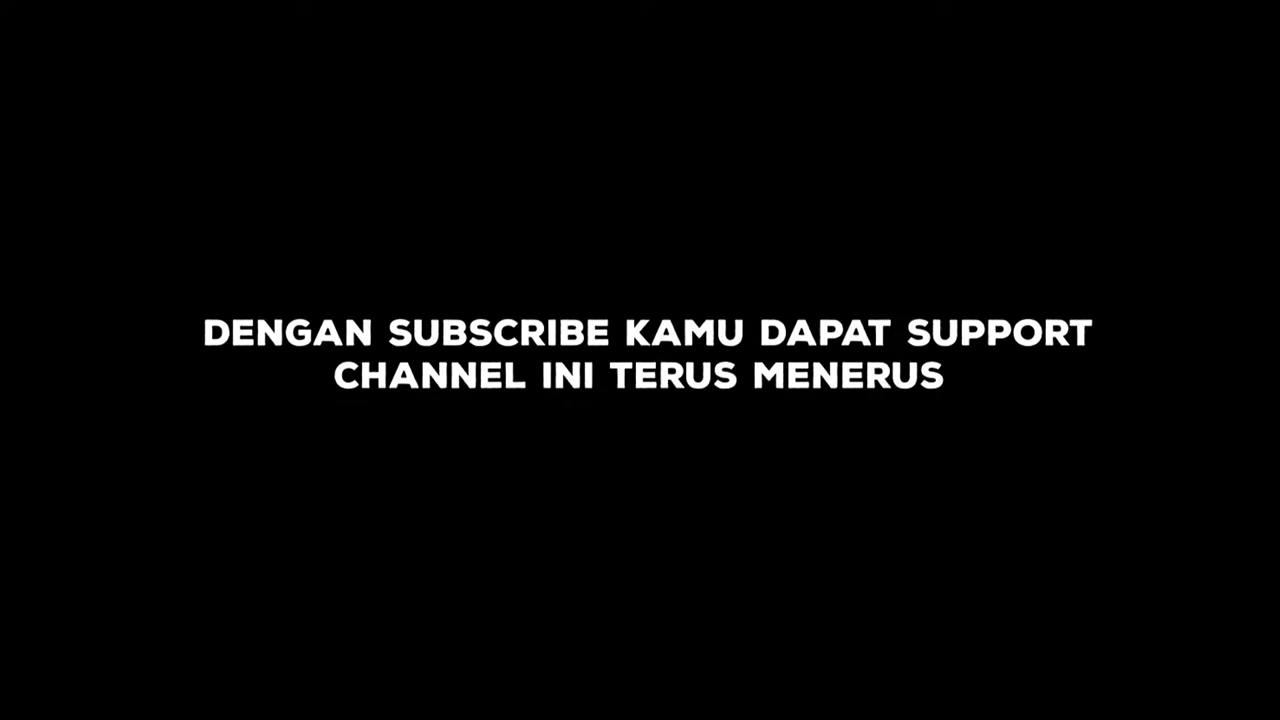 DENGAN SUBSCRIBE KAMU DAPAT SUPPORT
CHANNEL INI TERUS MENERUS